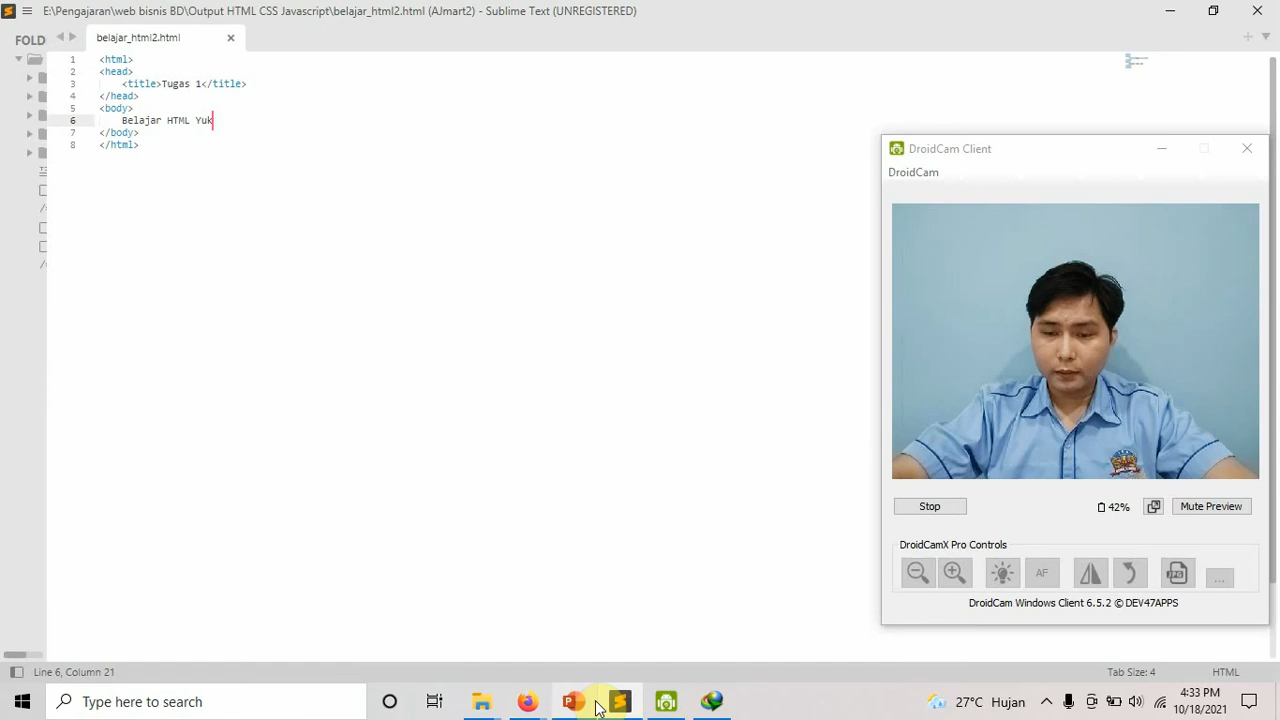 E:\Pengajaran\web bisnis BD\Yuput HTML CSS Javascript\belajar_html2.html (AJmart2) - Sublime Text (UNREGISTERED)
FOLD
belajar_html2.html
1 <html>
2 <head>
3 <title>Tugas 1</title>
4 </head>
5 <body>
6 Belajar HTML Yuk
7 </body>
8 </html>
DroidCam Client
DroidCam
Stop
42%
Mute Preview
DroidCamX Pro Controls
AF
JPG
...
DroidCam Windows Client 6.5.2 © DEV47APPS
Line 6, Column 21
Tab Size: 4
HTML
Type here to search
27°C Hujan
4:33 PM
10/18/2021